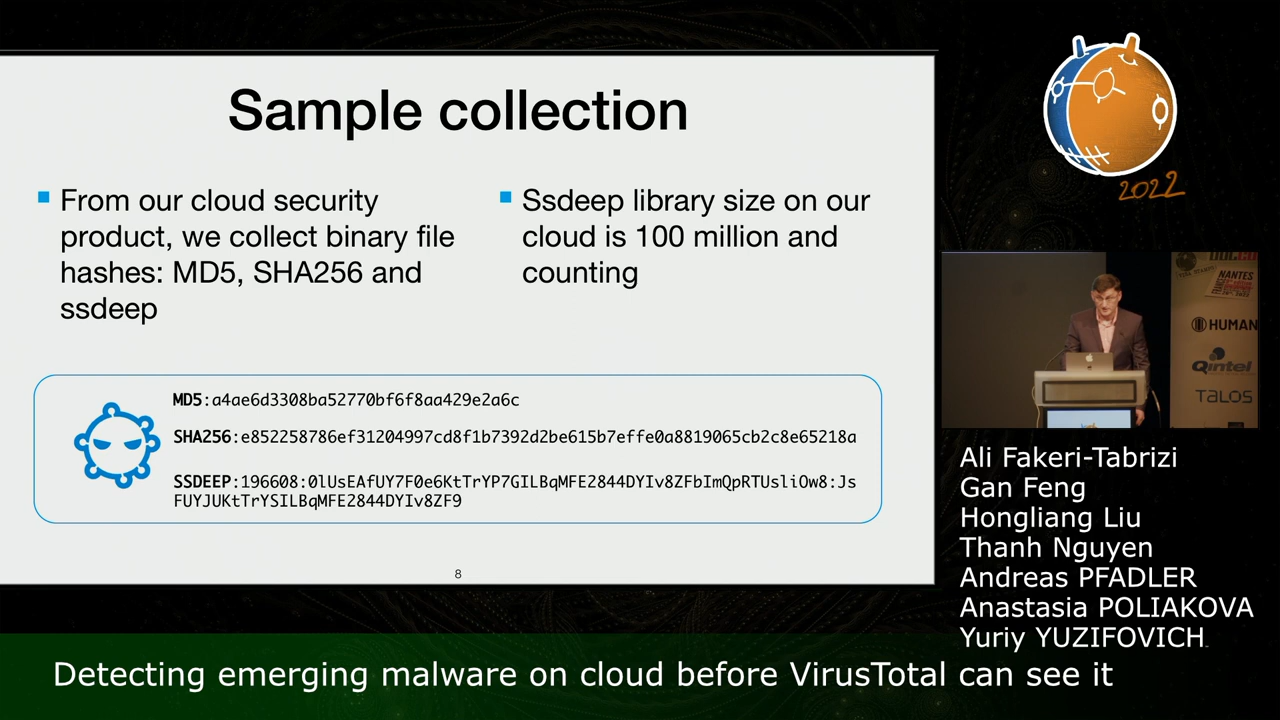 Sample collection
From our cloud security
product, we collect binary file
hashes: MD5, SHA256 and
ssdeep
Ssdeep library size on our
cloud is 100 million and
counting
MD5:a4ae6d3308ba52770bf6f8aa429e2a6c
SHA256:e852258786ef31204997cd8f1b7392d2be615b7effe0a8819065cb2c8e65218a
SSDEEP:196608:0lUsEAfUY7F0e6KtTrYP7GILBqMFE2844DYIv8ZFbImQpRTUsliOw8:Js
FUYJUKtTrYSILBqMFE2844DYIv8ZF9
8
2022
NANTES
HUMAN
Qintel
TALOS
Ali Fakeri-Tabrizi
Gan Feng
Hongliang Liu
Thanh Nguyen
Andreas PFADLER
Anastasia POLIAKOVA
Yuriy YUZIFOVICH
Detecting emerging malware on cloud before VirusTotal can see it